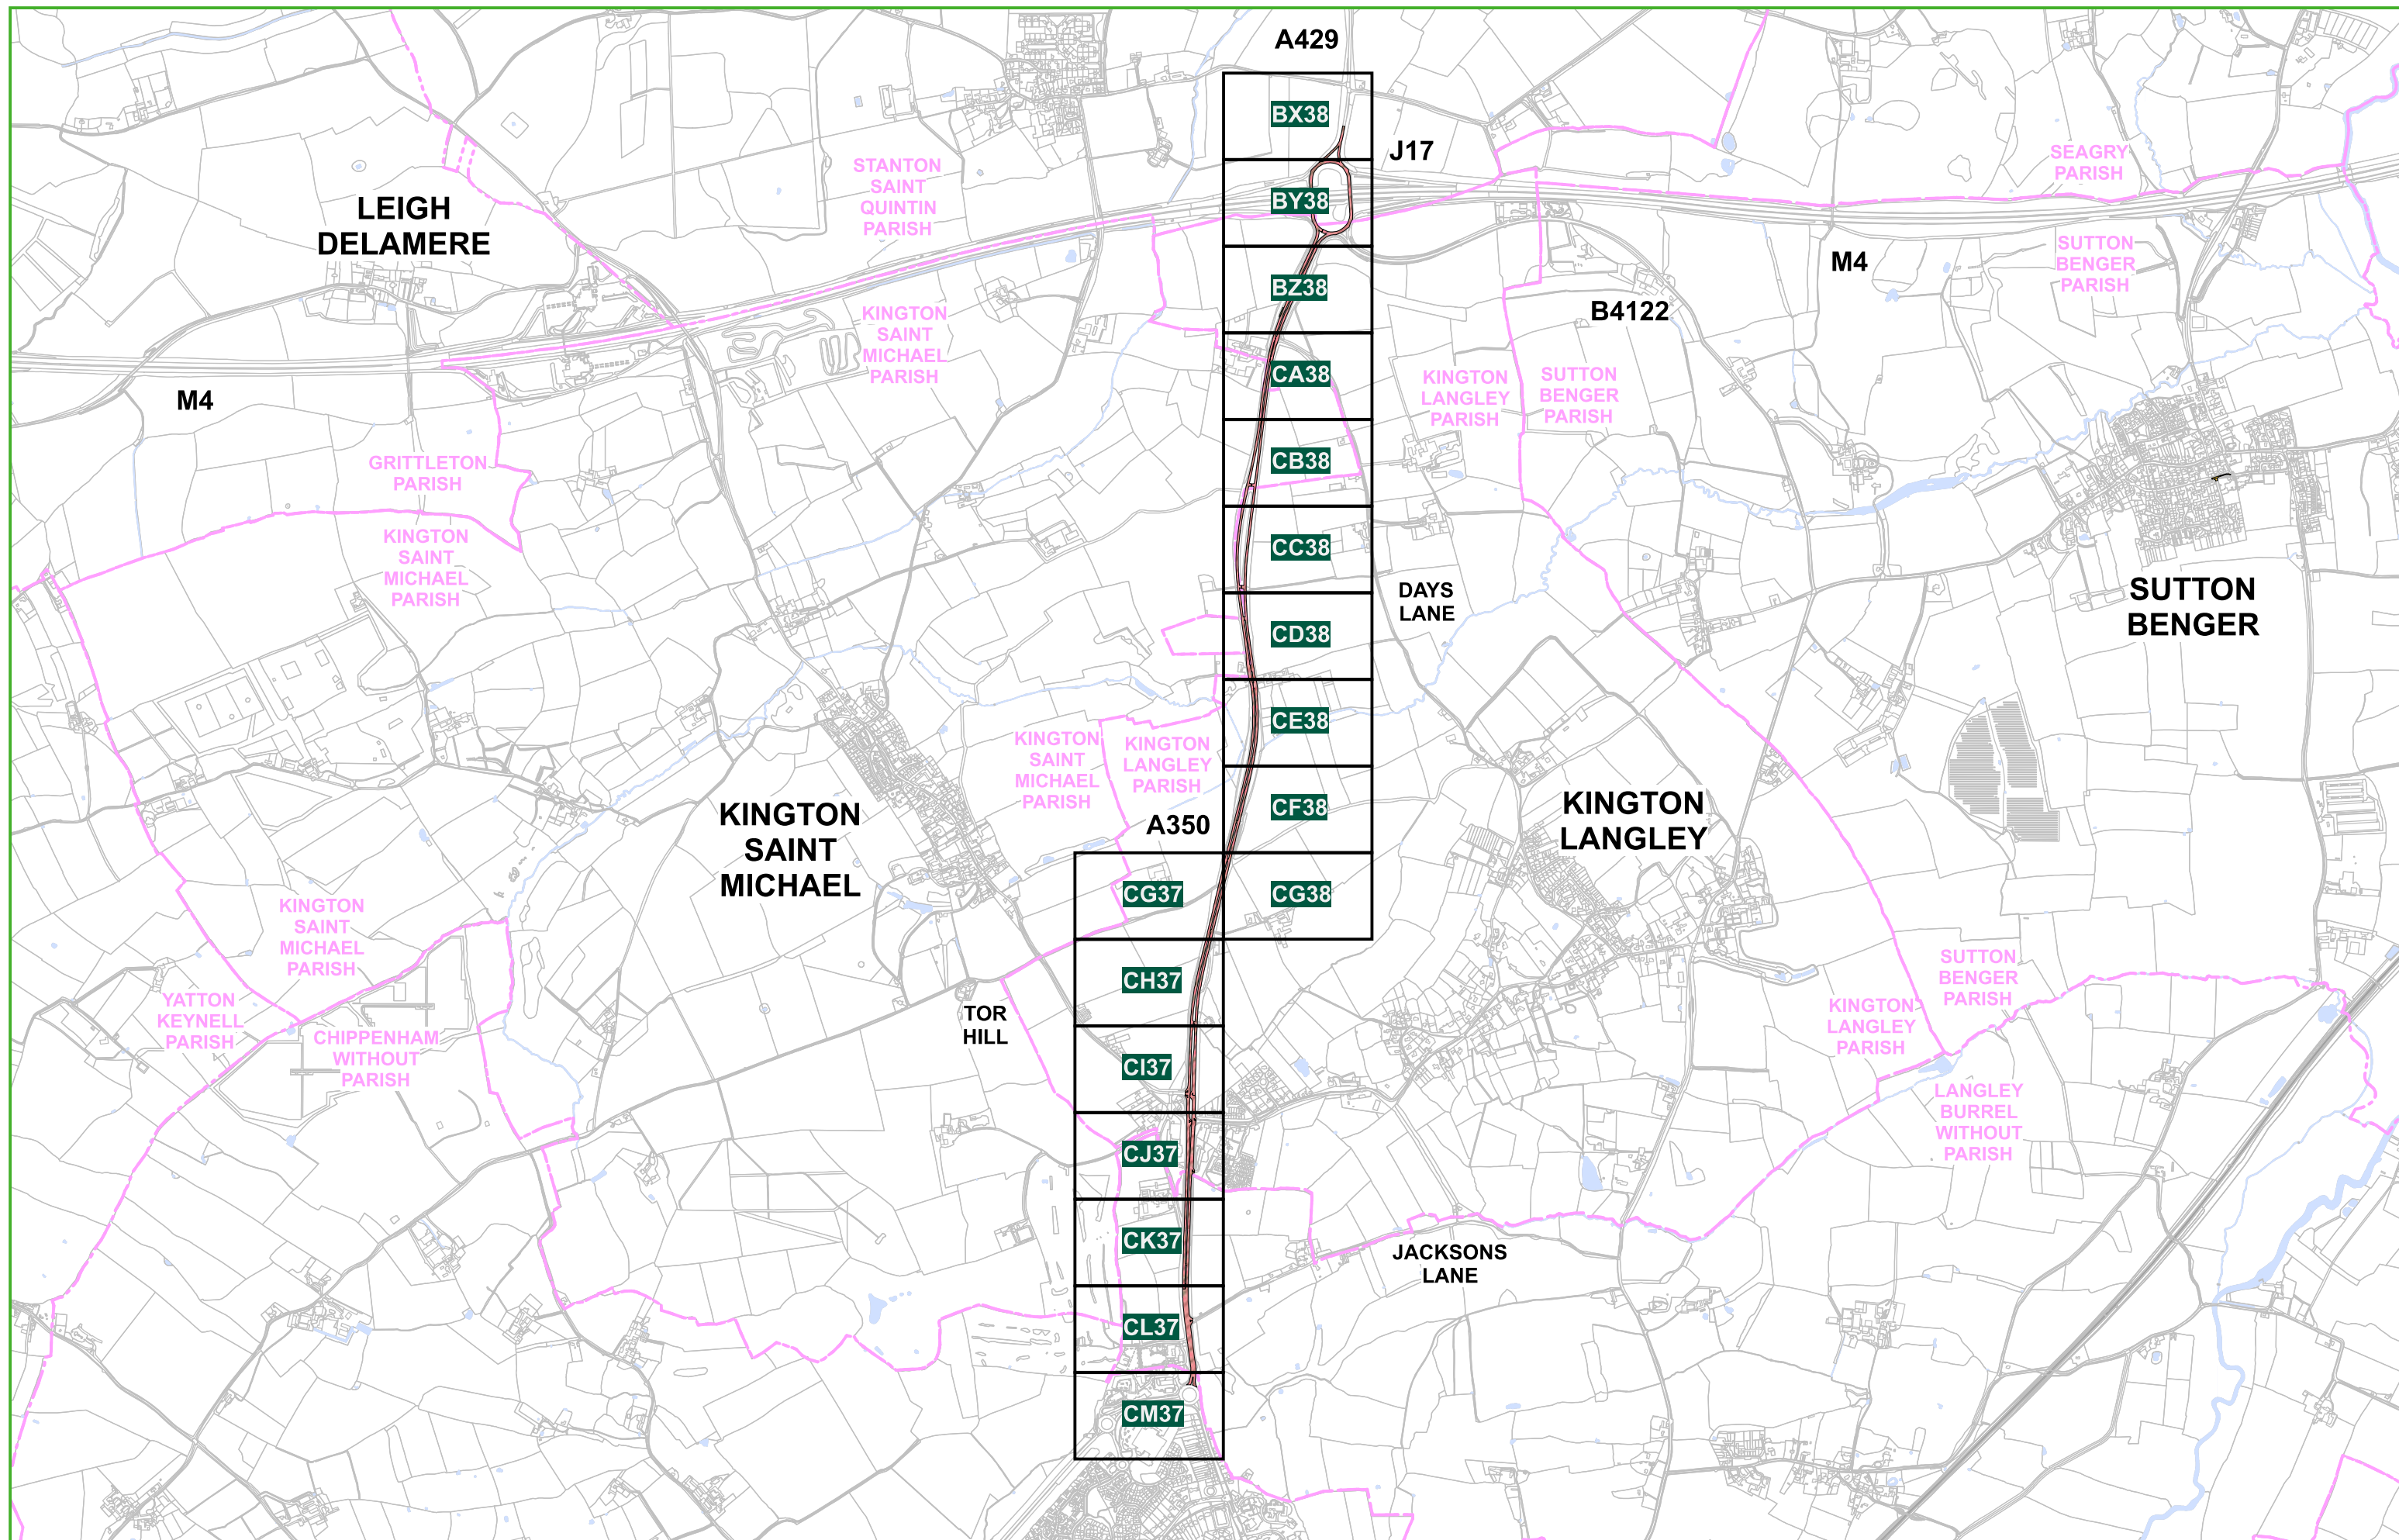 A429
BX38
J17
STANTON
SAINT
QUINTIN
PARISH
SEAGRY
PARISH
BY38
LEIGH
DELAMERE
SUTTON
BENGER
PARISH
M4
BZ38
B4122
KINGTON
SAINT
MICHAEL
PARISH
CA38
KINGTON
LANGLEY
PARISH
SUTTON
BENGER
PARISH
M4
GRITTLETON
PARISH
CB38
KINGTON
SAINT
MICHAEL
PARISH
CC38
DAYS
LANE
SUTTON
BENGER
CD38
CE38
KINGTON
SAINT
MICHAEL
PARISH
KINGTON
LANGLEY
PARISH
KINGTON
SAINT
MICHAEL
A350
CF38
KINGTON
LANGLEY
CG37
CG38
KINGTON
SAINT
MICHAEL
PARISH
CH37
SUTTON
BENGER
PARISH
YATTON
KEYNELL
PARISH
CHIPPENHAM
WITHOUT
PARISH
TOR
HILL
KINGTON
LANGLEY
PARISH
CI37
LANGLEY
BURREL
WITHOUT
PARISH
CJ37
CK37
JACKSONS
LANE
CL37
CM37